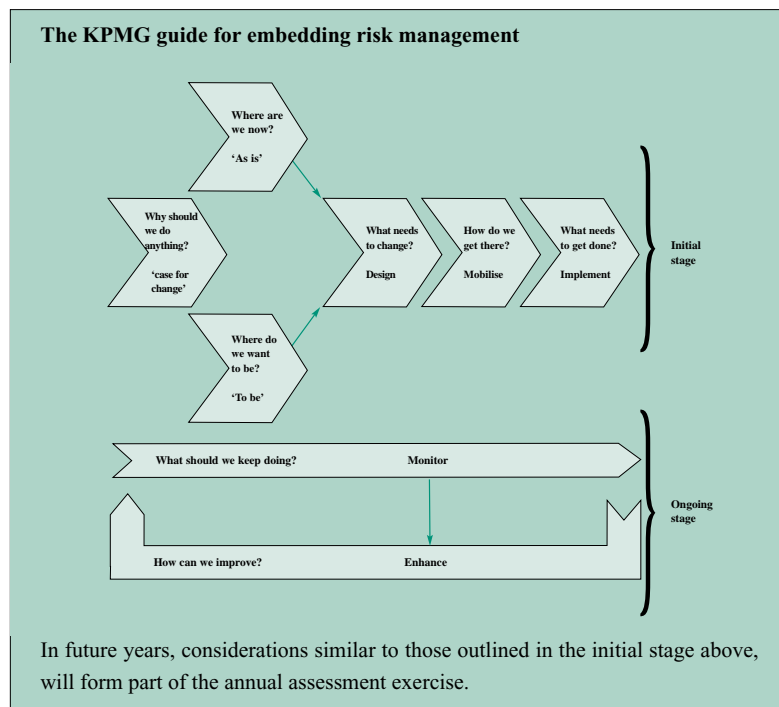 The KPMG guide for embedding risk management
Where are
we now?
‘As is’
Why should
we do
anything?
‘case for
change’
Where do
we want
to be?
‘To be’
What needs
to change?
Design
How do we
get there?
Mobilise
What needs
to get done?
Implement
Initial
stage
What should we keep doing?
Monitor
How can we improve?
Enhance
Ongoing
stage
In future years, considerations similar to those outlined in the initial stage above,
will form part of the annual assessment exercise.